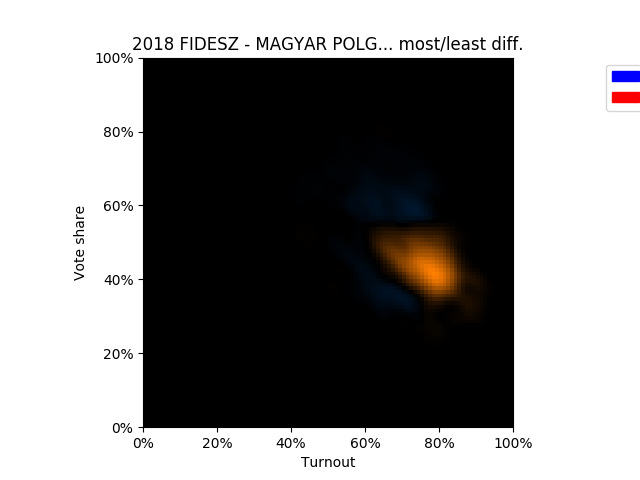 2018 FIDESZ - MAGYAR POLG... most/least diff.
100%
80%
60%
40%
20%
0%
Vote share
0% 20% 40% 60% 80% 100%
Turnout